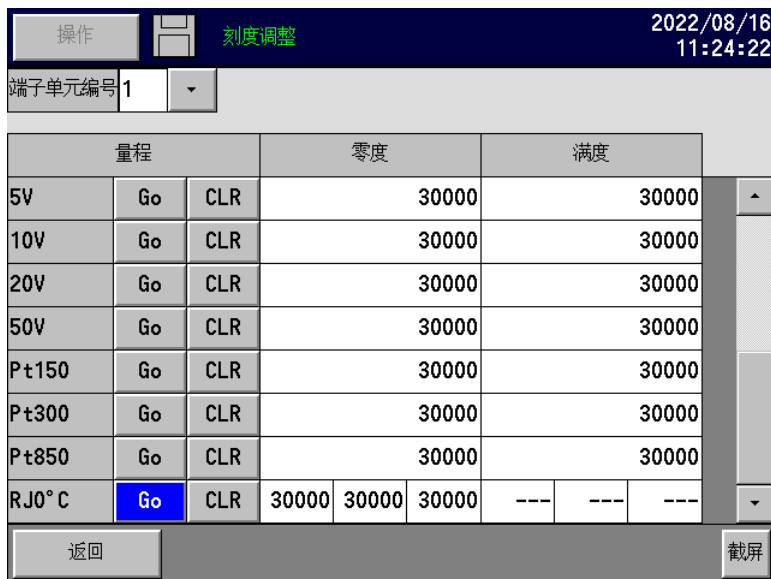 操作 刻度调整 2022/08/16
11:24:22
端子单元编号 1
量程 零度 满度
5V Go CLR 30000 30000
10V Go CLR 30000 30000
20V Go CLR 30000 30000
50V Go CLR 30000 30000
Pt150 Go CLR 30000 30000
Pt300 Go CLR 30000 30000
Pt850 Go CLR 30000 30000
RJ0°C Go CLR 30000 30000 30000 --- --- ---
返回 截屏